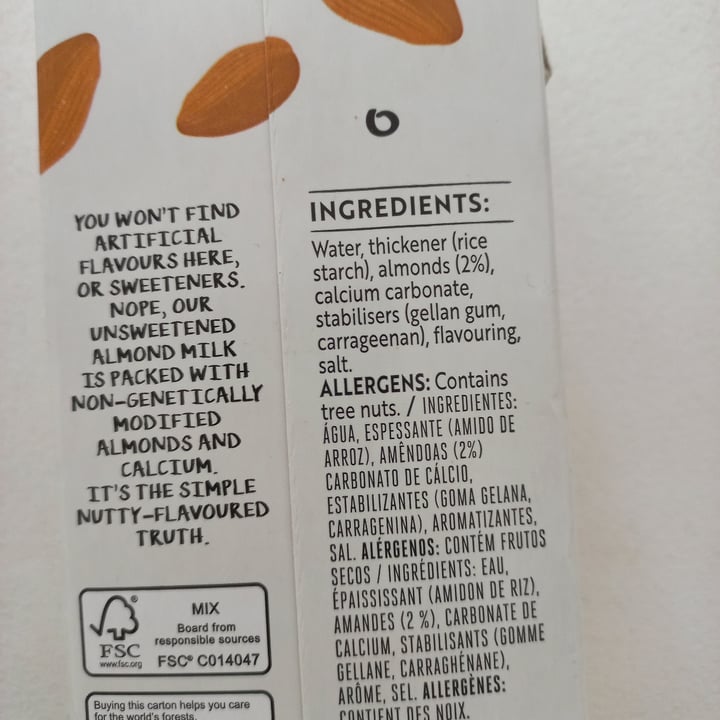 YOU WON'T FIND
ARTIFICIAL
FLAVOURS HERE,
OR SWEETENERS.
NOPE, OUR
UNSWEETENED
ALMOND MILK
IS PACKED WITH
NON-GENETICALLY
MODIFIED
ALMONDS AND
CALCIUM.
IT'S THE SIMPLE
NUTTY-FLAVOURED
TRUTH.
FSC®
www.fsc.org
MIX
Board from
responsible sources
FSC® C014047
Buying this carton helps you care
for the world's forests.
INGREDIENTS:
Water, thickener (rice
starch), almonds (2%),
calcium carbonate,
stabilisers (gellan gum,
carrageenan), flavouring,
salt.
ALLERGENS: Contains
tree nuts. / INGREDIENTES:
ÁGUA, ESPESSANTE (AMIDO DE
ARROZ), AMÊNDOAS (2%)
CARBONATO DE CÁLCIO,
ESTABILIZANTES (GOMA GELANA,
CARRAGENINA), AROMATIZANTES,
SAL. ALÉRGENOS: CONTÉM FRUTOS
SECOS / INGRÉDIENTS: EAU,
ÉPAISSISSANT (AMIDON DE RIZ),
AMANDES (2 %), CARBONATE DE
CALCIUM, STABILISANTS (GOMME
GELLANE, CARRAGHÉNANE),
ARÔME, SEL. ALLERGÈNES:
CONTIENT DES NOIX.